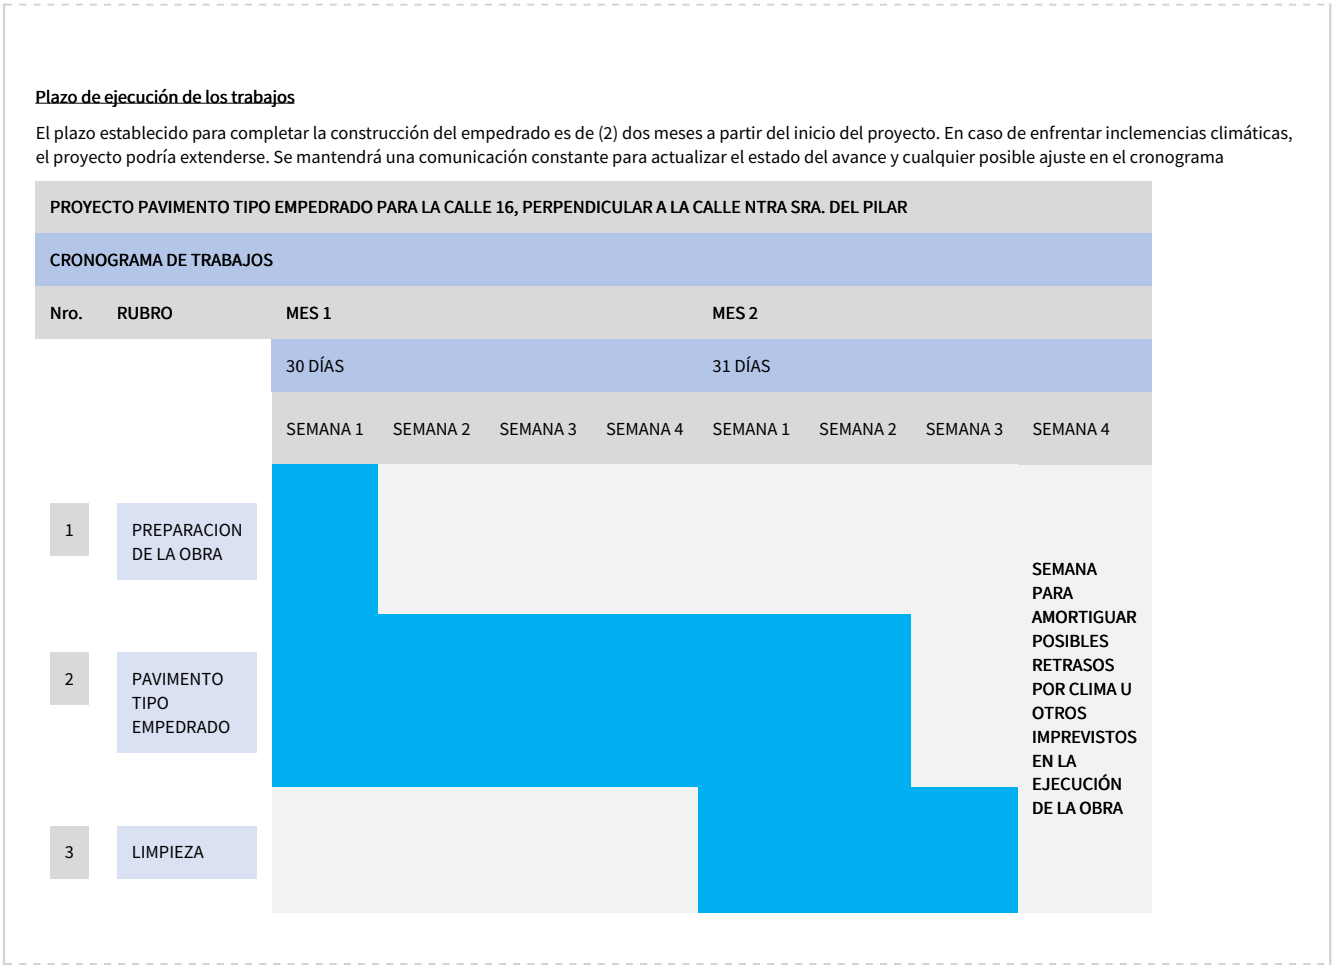 Plazo de ejecución de los trabajos
El plazo establecido para completar la construcción del empedrado es de (2) dos meses a partir del inicio del proyecto. En caso de enfrentar inclemencias climáticas,
el proyecto podría extenderse. Se mantendrá una comunicación constante para actualizar el estado del avance y cualquier posible ajuste en el cronograma
PROYECTO PAVIMENTO TIPO EMPEDRADO PARA LA CALLE 16, PERPENDICULAR A LA CALLE NTRA SRA. DEL PILAR
CRONOGRAMA DE TRABAJOS
Nro. RUBRO MES 1 MES 2
30 DÍAS 31 DÍAS
SEMANA 1 SEMANA 2 SEMANA 3 SEMANA 4 SEMANA 1 SEMANA 2 SEMANA 3 SEMANA 4
1 PREPARACION
DE LA OBRA
2 PAVIMENTO
TIPO
EMPEDRADO
3 LIMPIEZA
SEMANA
PARA
AMORTIGUAR
POSIBLES
RETRASOS
POR CLIMA U
OTROS
IMPREVISTOS
EN LA
EJECUCIÓN
DE LA OBRA